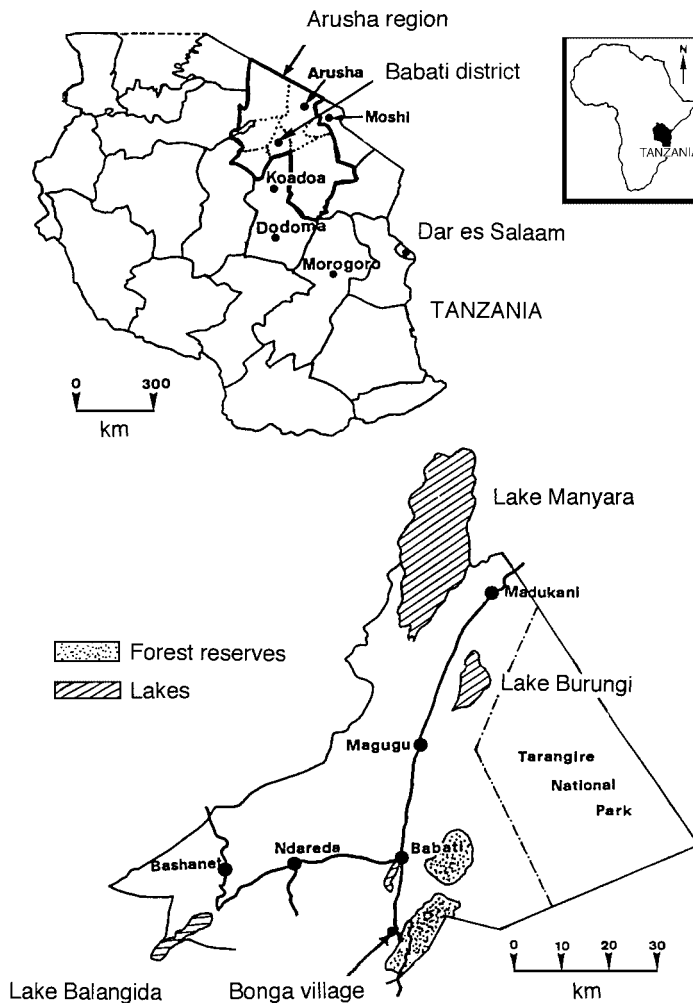 Arusha region
Arusha
Babati district
Moshi
N
TANZANIA
Koadoa
Dodoma
Dar es Salaam
Morogoro
TANZANIA
0 300
km
Lake Manyara
Madukani
Forest reserves
Lakes
Lake Burungi
Magugu
Tarangire
National
Park
Bashanet
Ndareda
Babati
0 10 20 30
km
Lake Balangida
Bonga village